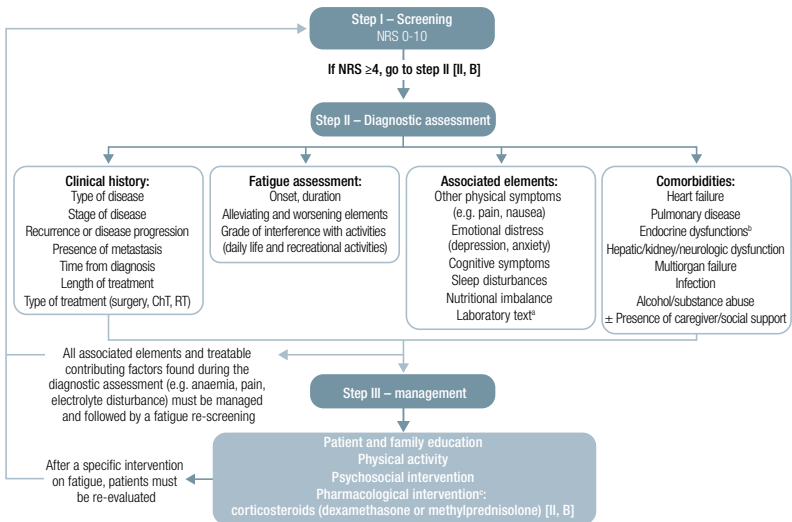 Step I – Screening
NRS 0-10
If NRS ≥4, go to step II [II, B]
Step II – Diagnostic assessment
Clinical history:
Type of disease
Stage of disease
Recurrence or disease progression
Presence of metastasis
Time from diagnosis
Length of treatment
Type of treatment (surgery, ChT, RT)
Fatigue assessment:
Onset, duration
Alleviating and worsening elements
Grade of interference with activities
(daily life and recreational activities)
Associated elements:
Other physical symptoms
(e.g. pain, nausea)
Emotional distress
(depression, anxiety)
Cognitive symptoms
Sleep disturbances
Nutritional imbalance
Laboratory textᵃ
Comorbidities:
Heart failure
Pulmonary disease
Endocrine dysfunctionsᵇ
Hepatic/kidney/neurologic dysfunction
Multiorgan failure
Infection
Alcohol/substance abuse
± Presence of caregiver/social support
All associated elements and treatable
contributing factors found during the
diagnostic assessment (e.g. anaemia, pain,
electrolyte disturbance) must be managed
and followed by a fatigue re-screening
Step III – management
Patient and family education
Physical activity
Psychosocial intervention
Pharmacological interventionᶜ:
corticosteroids (dexamethasone or methylprednisolone) [II, B]
After a specific intervention
on fatigue, patients must
be re-evaluated